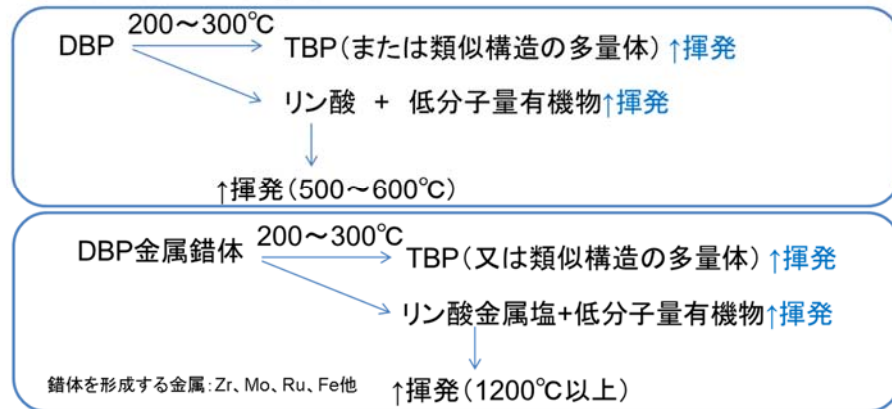 200～300℃
DBP TBP（または類似構造の多量体）↑揮発
リン酸 + 低分子量有機物↑揮発
↑揮発（500～600℃）
200～300℃
DBP金属錯体 TBP（又は類似構造の多量体）↑揮発
リン酸金属塩+低分子量有機物↑揮発
錯体を形成する金属:Zr、Mo、Ru、Fe他 ↑揮発（1200℃以上）